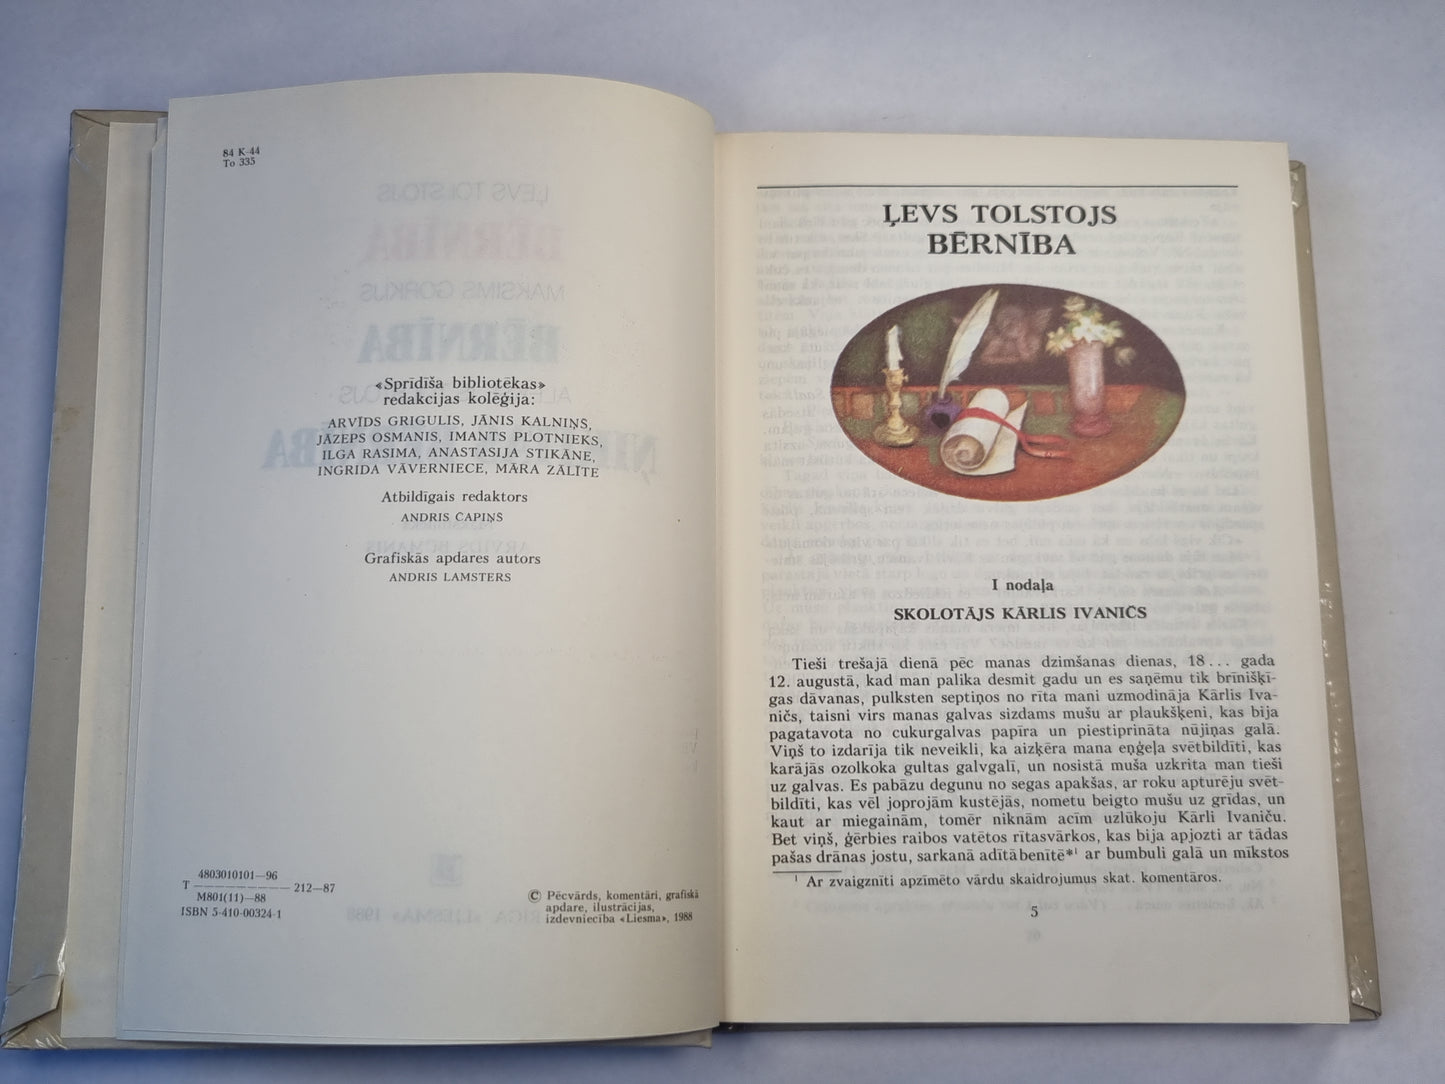 84 K-44
To 335
«Sprīdīša bibliotēkas»
redakcijas kolēģija:
ARVĪDS GRIGULIS, JĀNIS KALNIŅŠ,
JĀZEPS OSMANIS, IMANTS PLOTNIEKS,
ILGA RASIMA, ANASTASIJA STIKĀNE,
INGRĪDA VĀVERNIECE, MĀRA ZĀLĪTE
Atbildīgais redaktors
ANDRIS ČAPIŅŠ
Grafiskās apdares autors
ANDRIS LAMSTERS
4803010101—96
T ——————— 212—87
M801(11)—88
ISBN 5-410-00324-1
© Pēcvārds, komentāri, grafiskā
apdare, ilustrācijas,
izdevniecība «Liesma», 1988
ĻEVS TOLSTOJS
BĒRNĪBA
I nodaļa
SKOLOTĀJS KĀRLIS IVANIČS
Tieši trešajā dienā pēc manas dzimšanas dienas, 18... gada
12. augustā, kad man palika desmit gadu un es saņēmu tik brīnišķī-
gas dāvanas, pulksten septiņos no rīta mani uzmodināja Kārlis Iva-
ničs, taisni virs manas galvas sizdams mušu ar plaukšķeni, kas bija
pagatavota no cukurgalvas papīra un piestiprināta nūjiņas galā.
Viņš to izdarīja tik neveikli, ka aizķēra mana eņģeļa svētbildīti, kas
karājās ozolkoka gultas galvgalī, un nosistā muša uzkrita man tieši
uz galvas. Es pabāzu degunu no segas apakšas, ar roku apturēju svēt-
bildīti, kas vēl joprojām kustējās, nometu beigto mušu uz grīdas, un
kaut ar miegainām, tomēr niknām acīm uzlūkoju Kārli Ivaniču.
Bet viņš, ģērbies raibos vatētos rītasvārkos, kas bija apjozti ar tādas
pašas drānas jostu, sarkanā adītā benītē*¹ ar bumbuli galā un mīkstos
¹ Ar zvaigznīti apzīmēto vārdu skaidrojumus skat. komentāros.
5